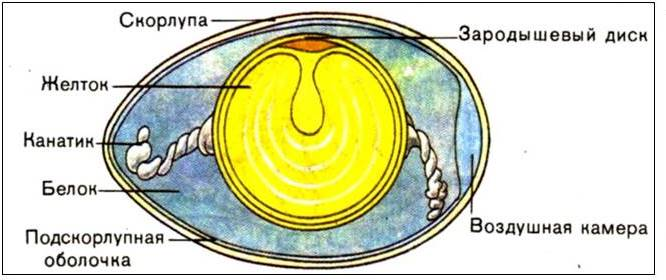 Скорлупа
Желток
Канатик
Белок
Подскорлупная
оболочка
Зародышевый диск
Воздушная камера